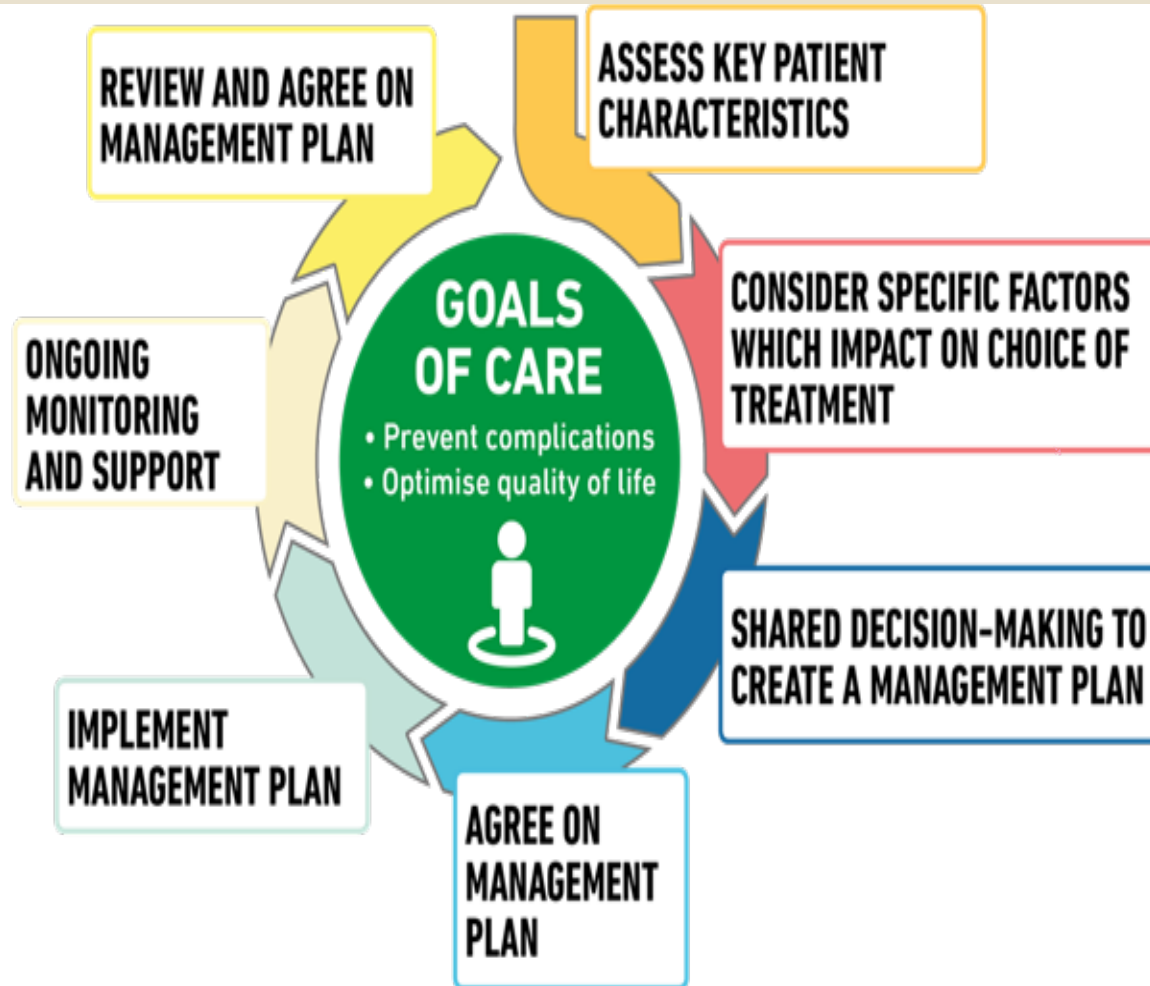 ASSESS KEY PATIENT
CHARACTERISTICS
CONSIDER SPECIFIC FACTORS
WHICH IMPACT ON CHOICE OF
TREATMENT
SHARED DECISION-MAKING TO
CREATE A MANAGEMENT PLAN
AGREE ON
MANAGEMENT
PLAN
IMPLEMENT
MANAGEMENT PLAN
ONGOING
MONITORING
AND SUPPORT
REVIEW AND AGREE ON
MANAGEMENT PLAN
GOALS
OF CARE
• Prevent complications
• Optimise quality of life